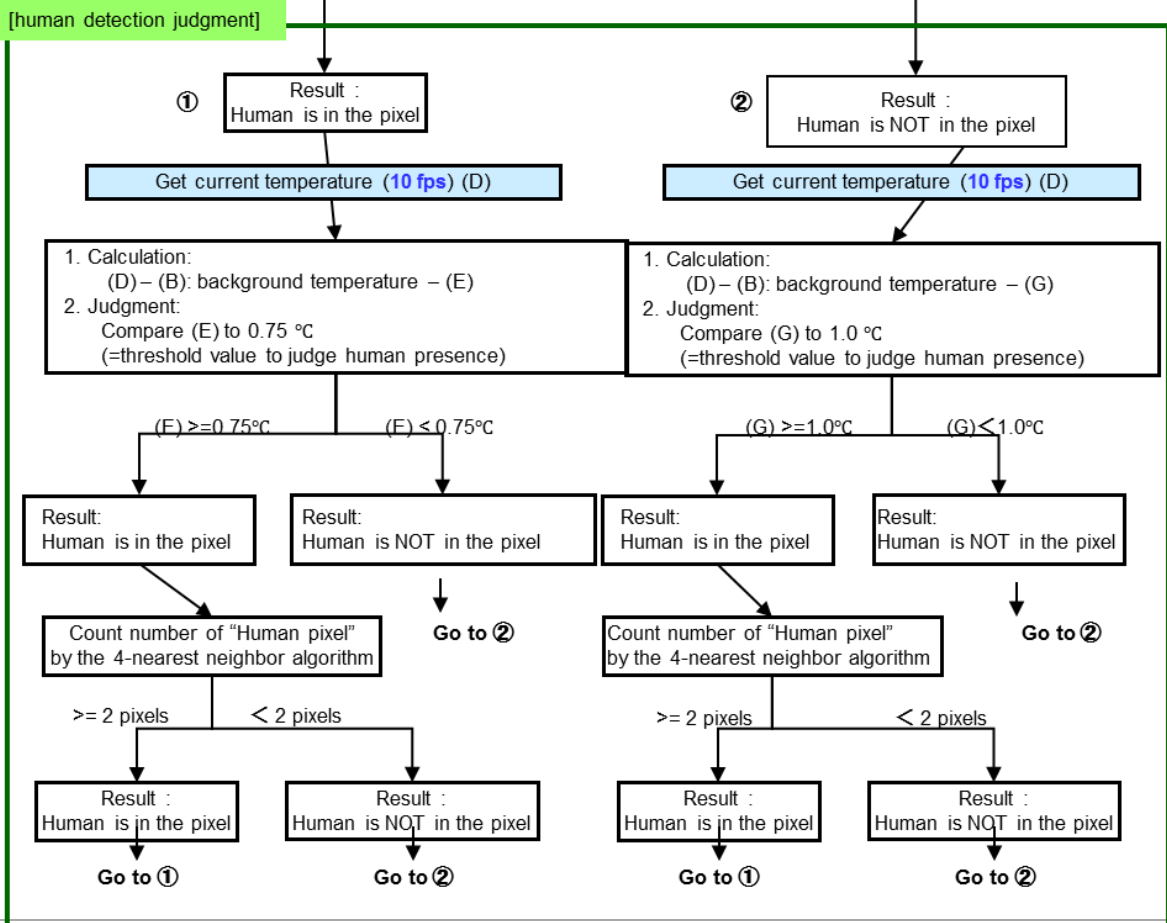 [human detection judgment]
①
Result :
Human is in the pixel
②
Result :
Human is NOT in the pixel
Get current temperature (10 fps) (D)
Get current temperature (10 fps) (D)
1. Calculation:
(D) – (B): background temperature – (E)
2. Judgment:
Compare (E) to 0.75 ℃
(=threshold value to judge human presence)
1. Calculation:
(D) – (B): background temperature – (G)
2. Judgment:
Compare (G) to 1.0 ℃
(=threshold value to judge human presence)
(E) >=0.75℃
(E) < 0.75℃
(G) >=1.0℃
(G)＜1.0℃
Result:
Human is in the pixel
Result:
Human is NOT in the pixel
Result:
Human is in the pixel
Result:
Human is NOT in the pixel
Go to ②
Go to ②
Count number of “Human pixel”
by the 4-nearest neighbor algorithm
Count number of “Human pixel”
by the 4-nearest neighbor algorithm
>= 2 pixels
＜ 2 pixels
>= 2 pixels
＜ 2 pixels
Result :
Human is in the pixel
Result :
Human is NOT in the pixel
Result :
Human is in the pixel
Result :
Human is NOT in the pixel
Go to ①
Go to ②
Go to ①
Go to ②